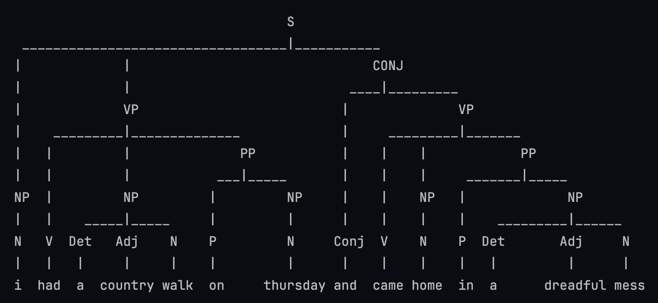 S
CONJ
VP VP
PP PP
NP NP NP NP NP
N V Det Adj N P N Conj V N P Det Adj N
i had a country walk on thursday and came home in a dreadful mess